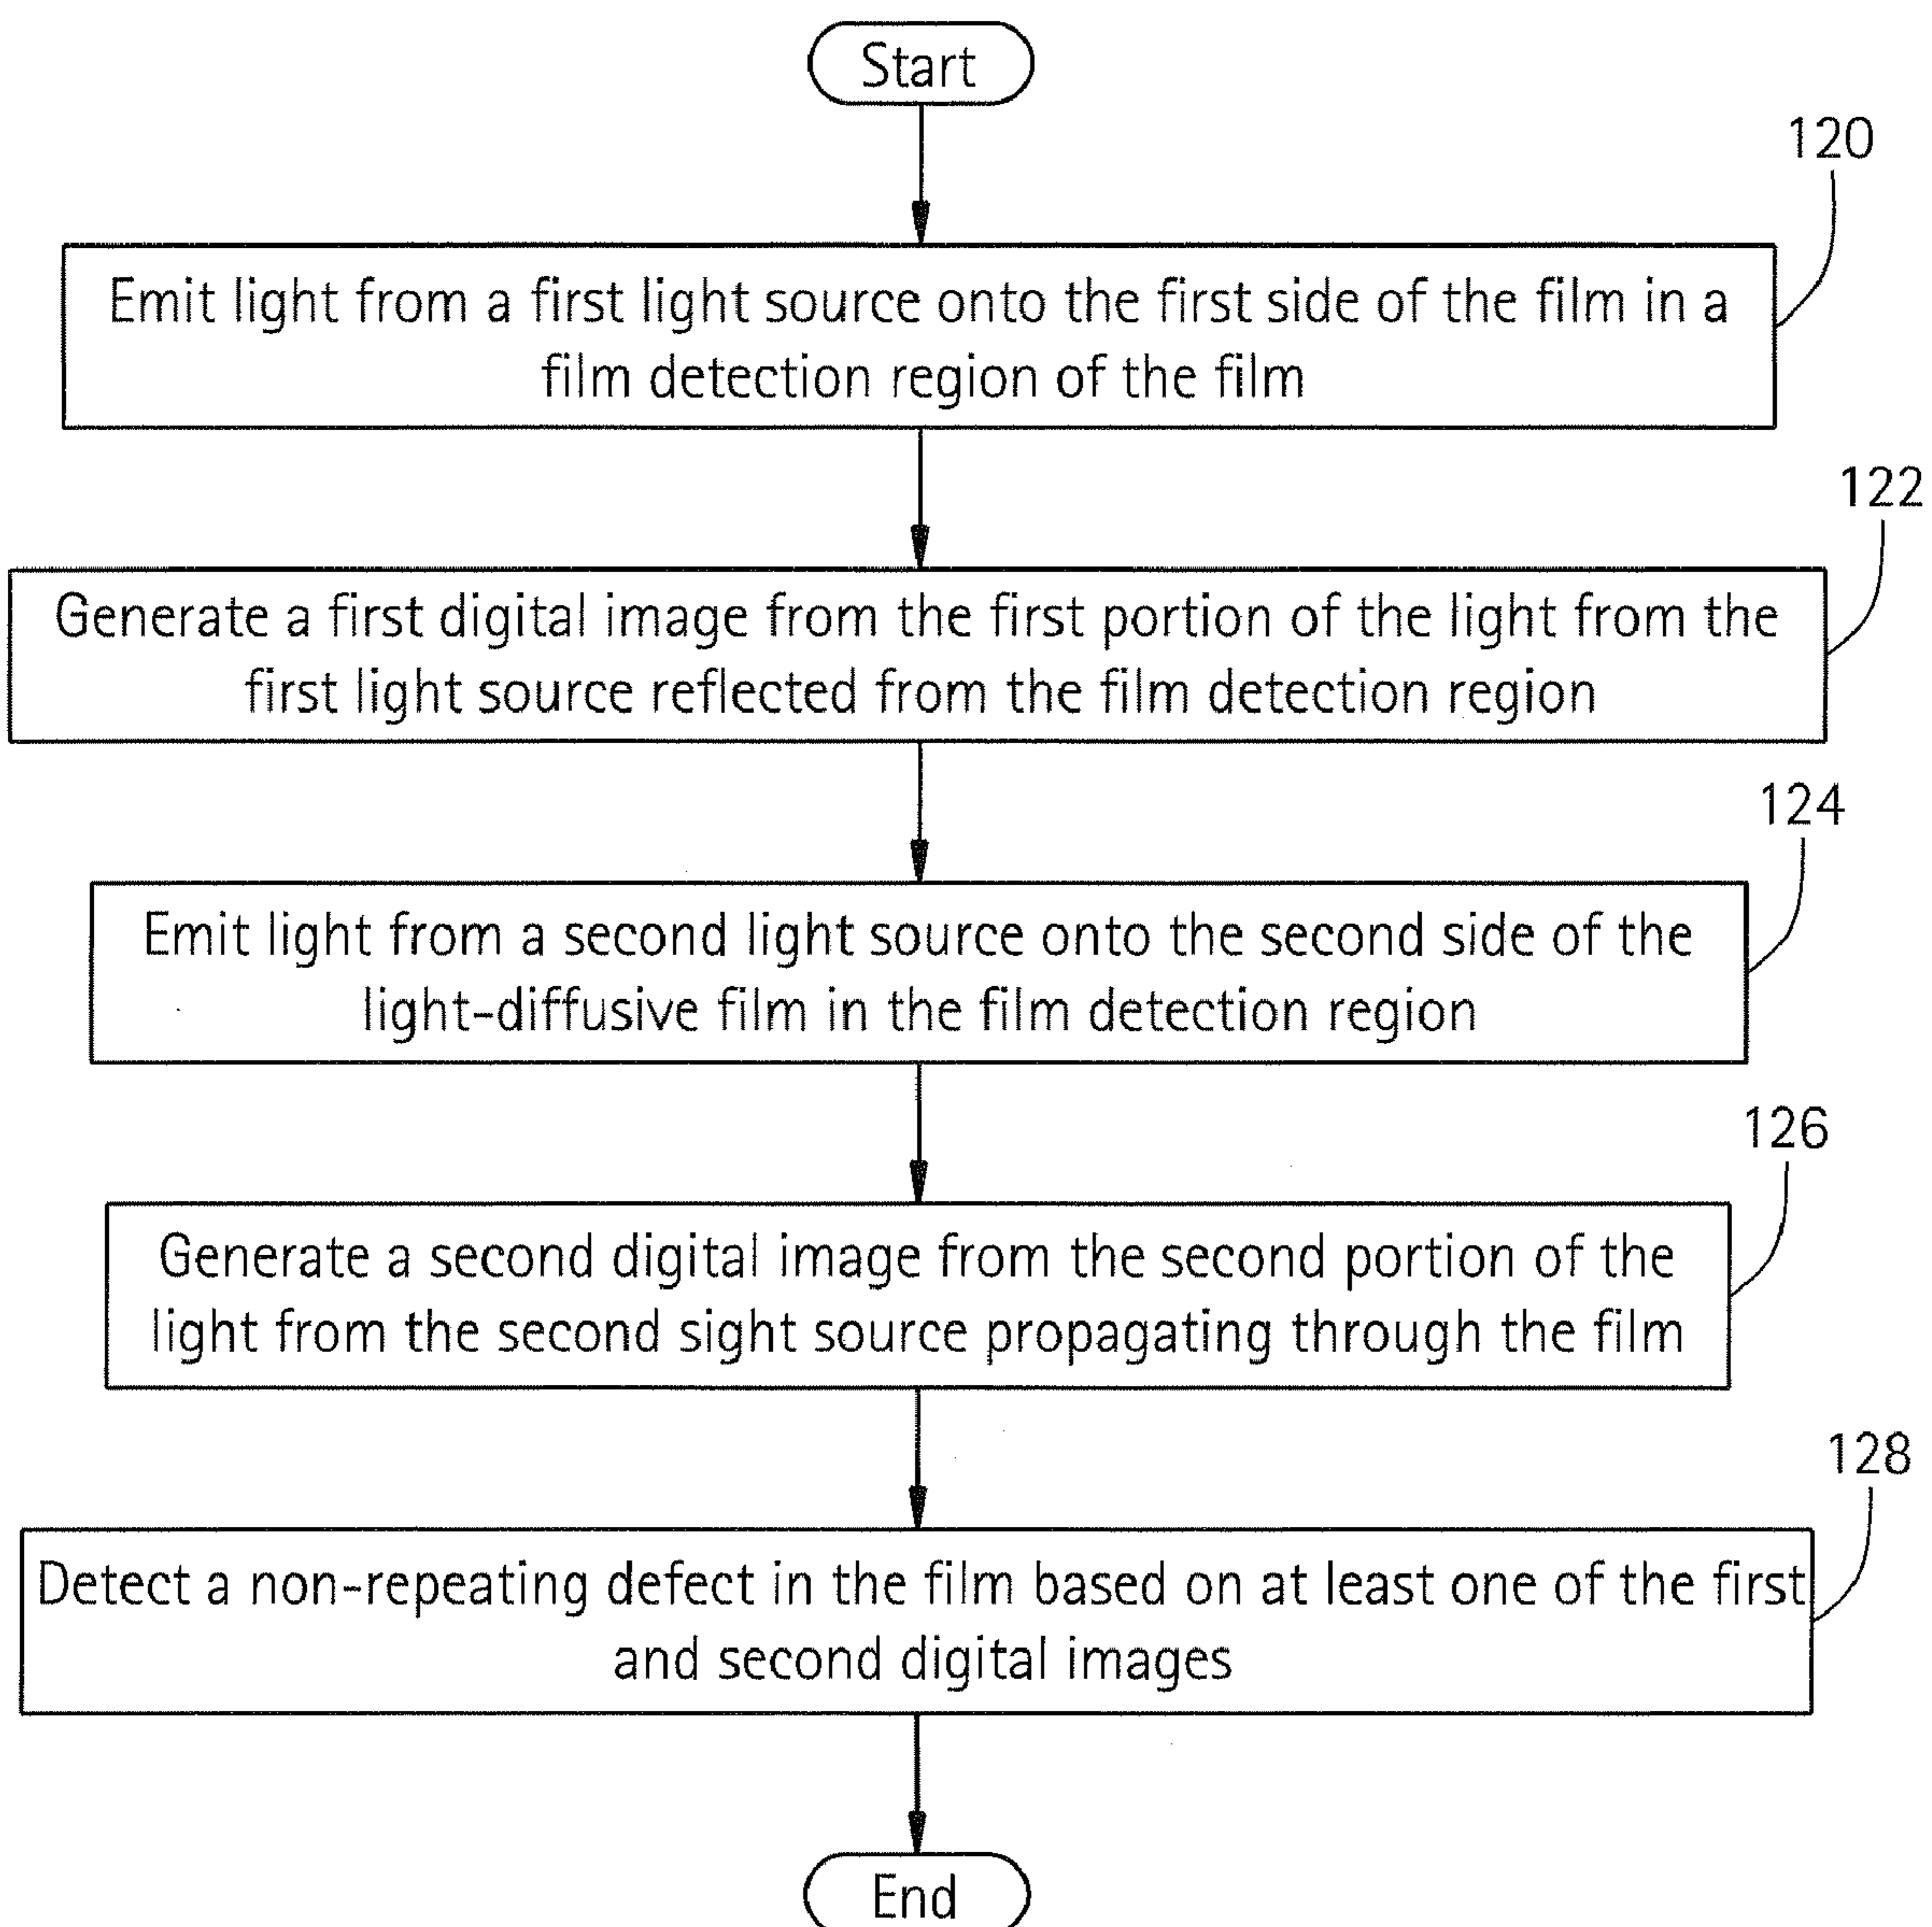 Start
120
Emit light from a first light source onto the first side of the film in a
film detection region of the film
122
Generate a first digital image from the first portion of the light from the
first light source reflected from the film detection region
124
Emit light from a second light source onto the second side of the
light-diffusive film in the film detection region
126
Generate a second digital image from the second portion of the
light from the second sight source propagating through the film
128
Detect a non-repeating defect in the film based on at least one of the first
and second digital images
End